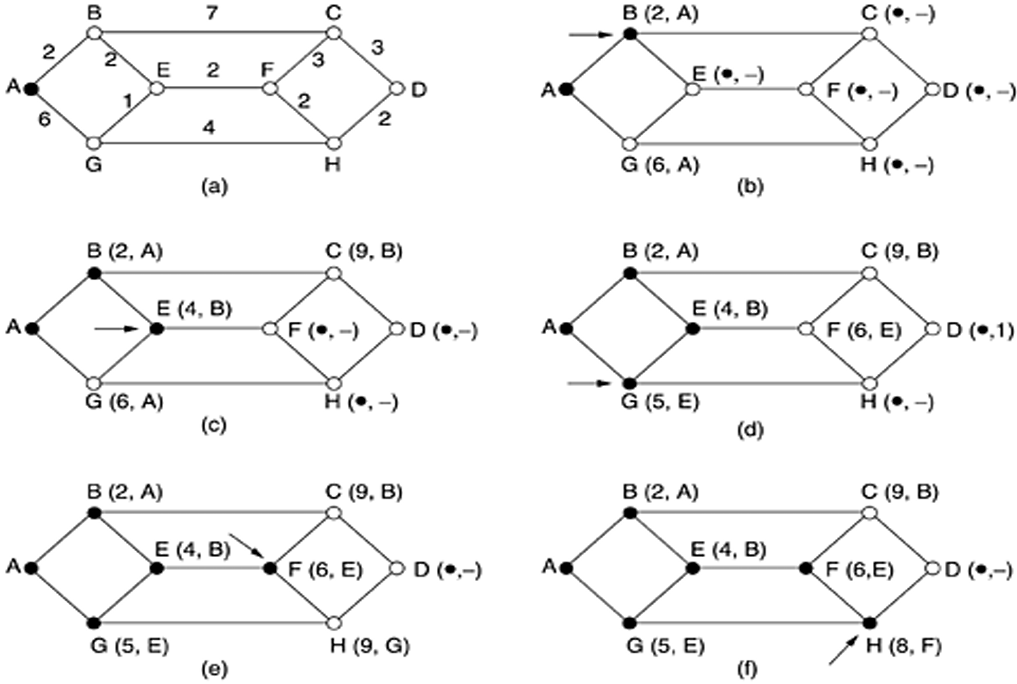 B 7 C
2 2 3 3
A E 2 F D
6 1 2 2
4
G H
(a)
B (2, A) C (●, –)
A E (●, –) F (●, –) D (●, –)
G (6, A) H (●, –)
(b)
B (2, A) C (9, B)
A E (4, B) F (●, –) D (●,–)
G (6, A) H (●, –)
(c)
B (2, A) C (9, B)
A E (4, B) F (6, E) D (●,1)
G (5, E) H (●, –)
(d)
B (2, A) C (9, B)
A E (4, B) F (6, E) D (●,–)
G (5, E) H (9, G)
(e)
B (2, A) C (9, B)
A E (4, B) F (6,E) D (●,–)
G (5, E) H (8, F)
(f)